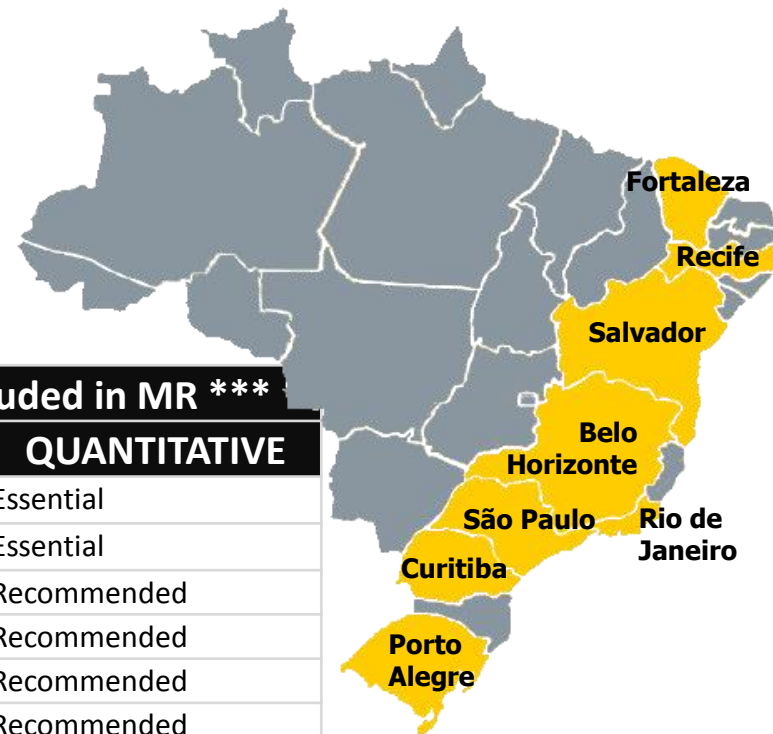 Fortaleza
Recife
Salvador
Belo
Horizonte
São Paulo
Rio de
Janeiro
Curitiba
Porto
Alegre
in MR ***
QUANTITATIVE
Essential
Essential
Recommended
Recommended
Recommended
Recommended